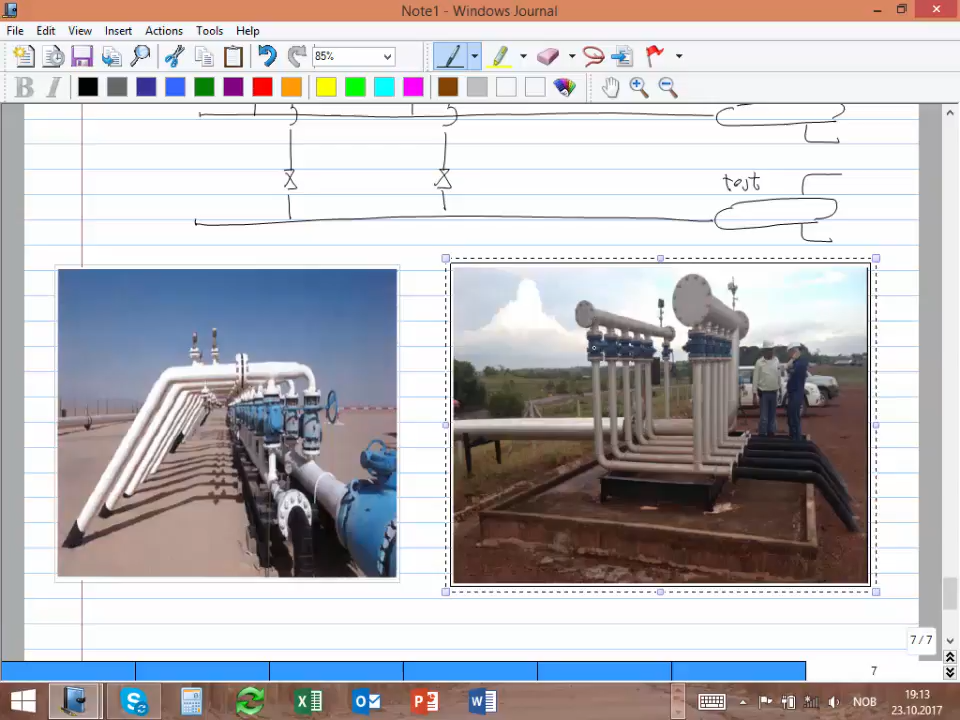 Note1 - Windows Journal
File Edit View Insert Actions Tools Help
85%
B I
test
7 / 7
7
NOB
19:13
23.10.2017